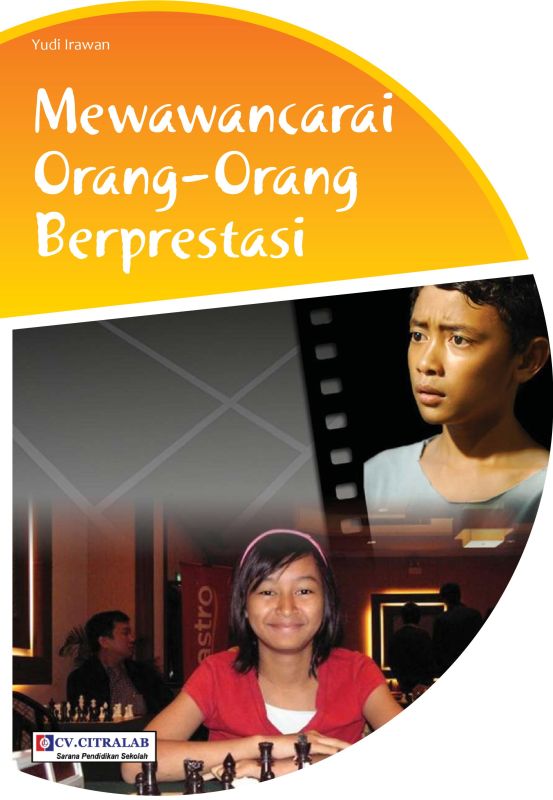 Yudi Irawan
Mewawancarai
Orang-Orang
Berprestasi
astro
CV.CITRALAB
Sarana Pendidikan Sekolah